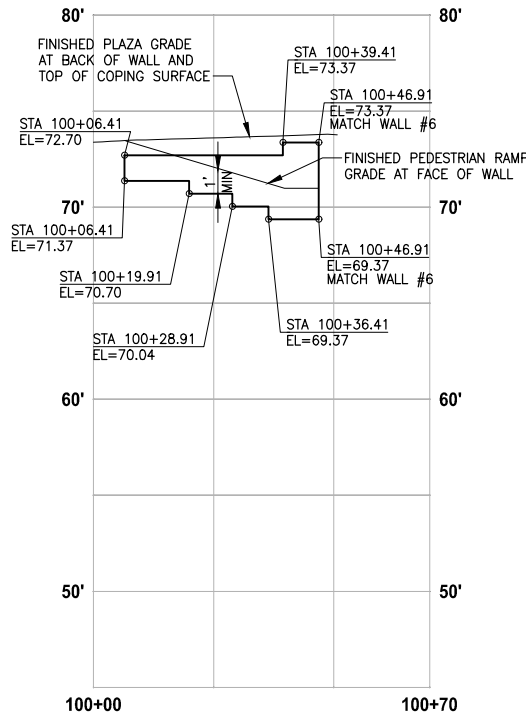 80'
80'
FINISHED PLAZA GRADE
AT BACK OF WALL AND
TOP OF COPING SURFACE
STA 100+39.41
EL=73.37
STA 100+46.91
EL=73.37
MATCH WALL #6
STA 100+06.41
EL=72.70
FINISHED PEDESTRIAN RAMP
GRADE AT FACE OF WALL
1'
MIN
70'
70'
STA 100+06.41
EL=71.37
STA 100+46.91
EL=69.37
MATCH WALL #6
STA 100+19.91
EL=70.70
STA 100+36.41
EL=69.37
STA 100+28.91
EL=70.04
60'
60'
50'
50'
100+00
100+70